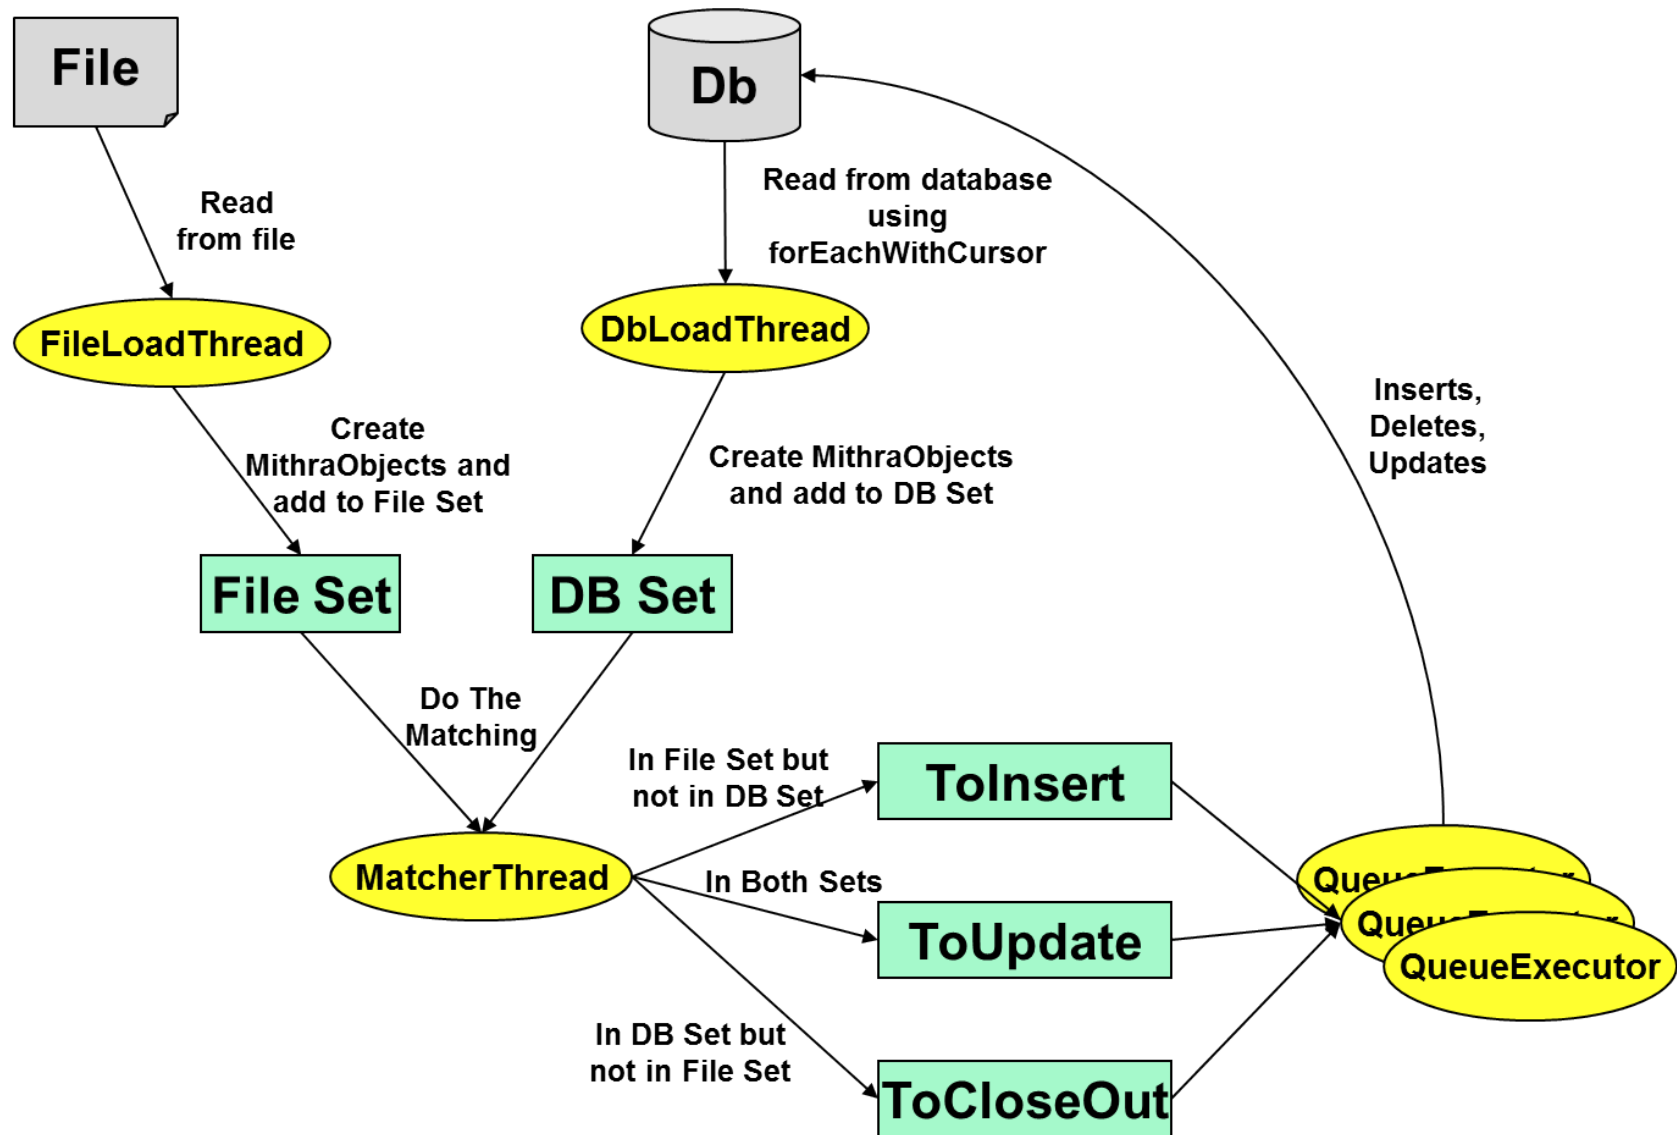 File
Db
Read
from file
Read from database
using
forEachWithCursor
FileLoadThread
DbLoadThread
Inserts,
Deletes,
Updates
Create
MithraObjects and
add to File Set
Create MithraObjects
and add to DB Set
File Set
DB Set
Do The
Matching
In File Set but
not in DB Set
ToInsert
MatcherThread
In Both Sets
ToUpdate
In DB Set but
not in File Set
ToCloseOut
QueueExecutor
QueueExecutor
QueueExecutor